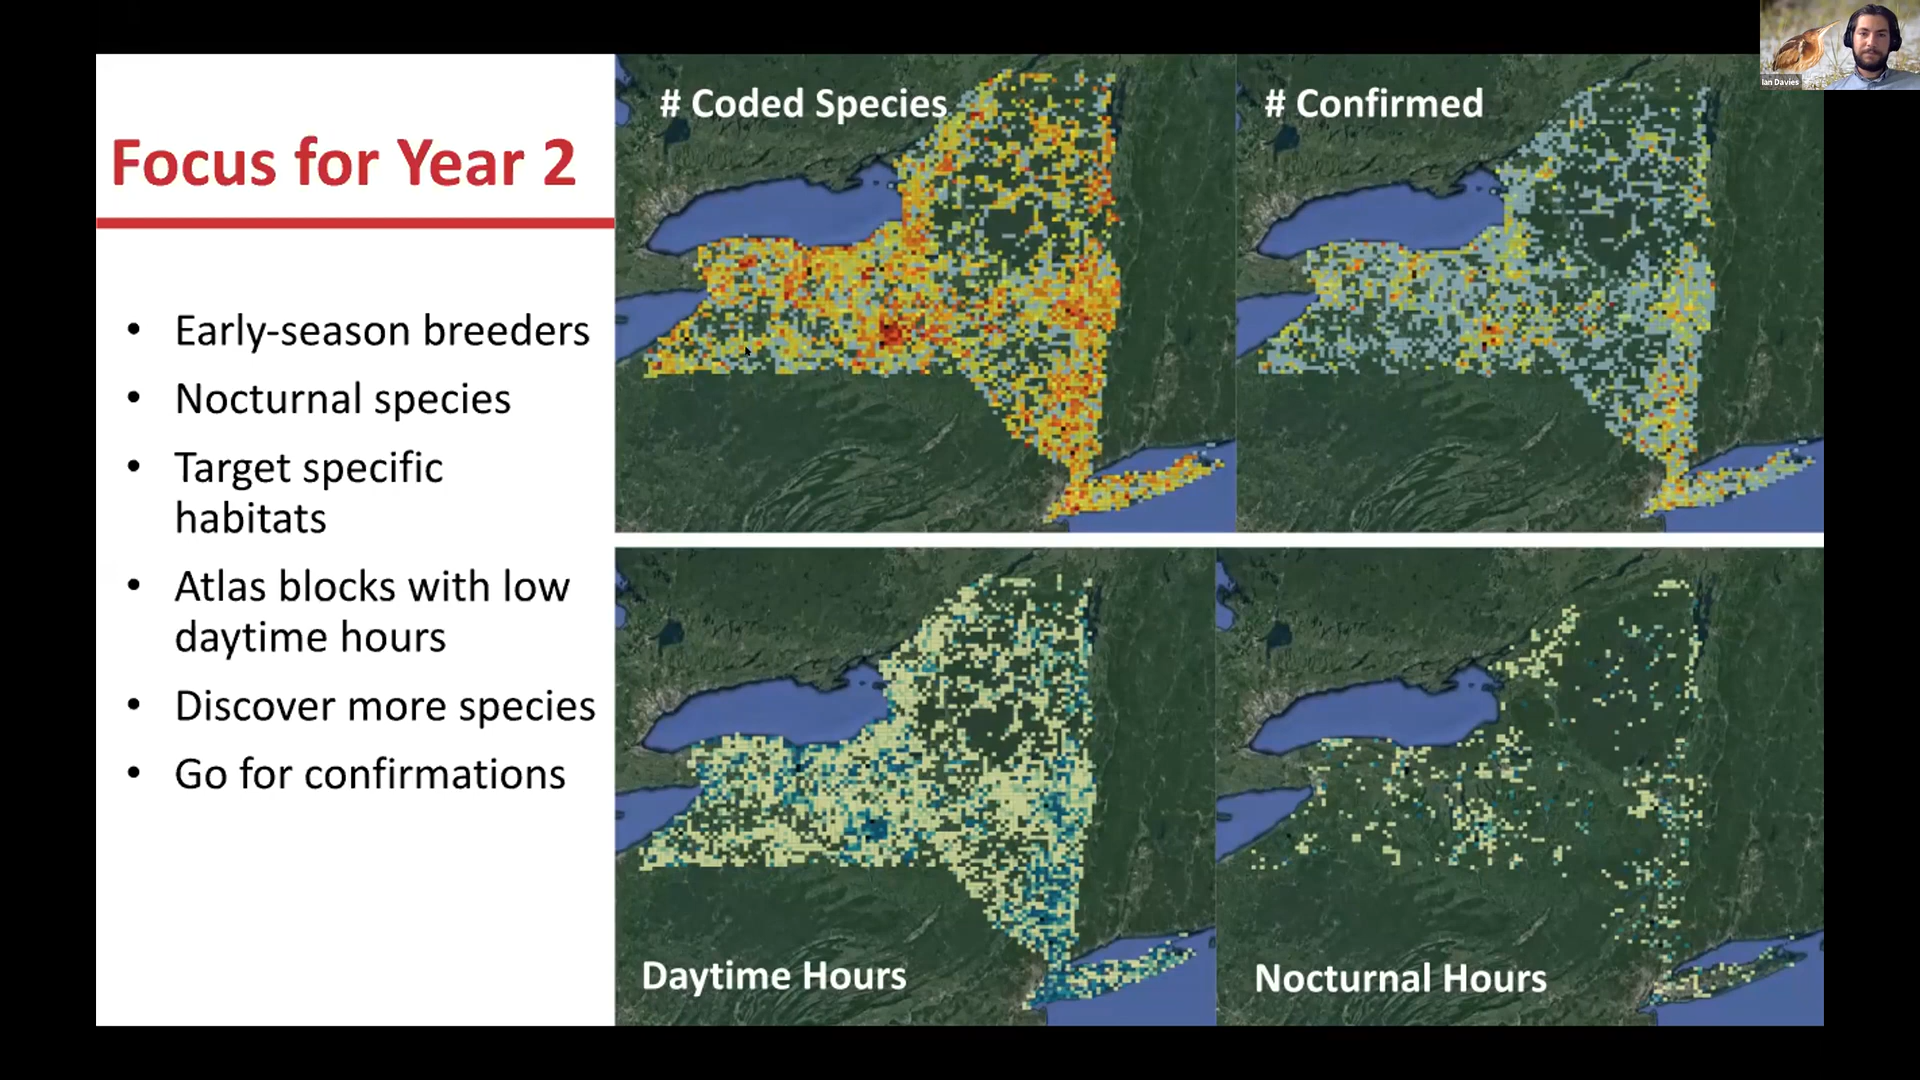 Focus for Year 2
• Early-season breeders
• Nocturnal species
• Target specific
habitats
• Atlas blocks with low
daytime hours
• Discover more species
• Go for confirmations
# Coded Species
# Confirmed
Daytime Hours
Nocturnal Hours
Ian Davies